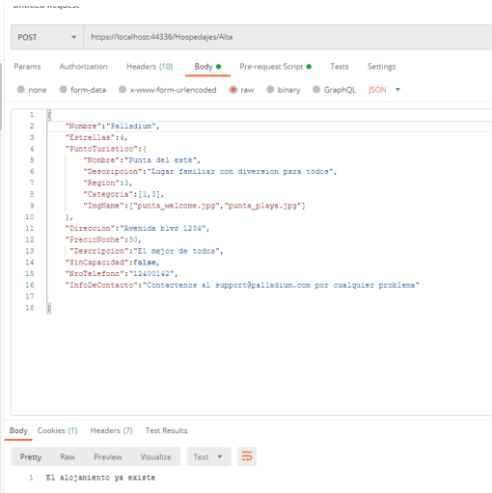 Untitled Request
POST https://localhost:44336/Hospedajes/Alta
Params Authorization Headers (10) Body Pre-request Script Tests Settings
none form-data x-www-form-urlencoded raw binary GraphQL JSON
1 {
2 "Nombre":"Palladium",
3 "Estrellas":4,
4 "PuntoTuristico":{
5 "Nombre":"Punta del este",
6 "Descripcion":"Lugar familiar con diversion para todos",
7 "Region":3,
8 "Categoria":[1,3],
9 "ImgName":["punta_welcome.jpg","punta_playa.jpg"]
10 },
11 "Direccion":"Avenida blvr 1234",
12 "PrecioNoche":50,
13 "Descripcion":"El mejor de todos",
14 "SinCapacidad":false,
15 "NroTelefono":"12400142",
16 "InfoDeContacto":"Contactenos al support@palladium.com por cualquier problema"
17
18 }
Body Cookies (1) Headers (7) Test Results
Pretty Raw Preview Visualize Text
1 El alojamiento ya existe